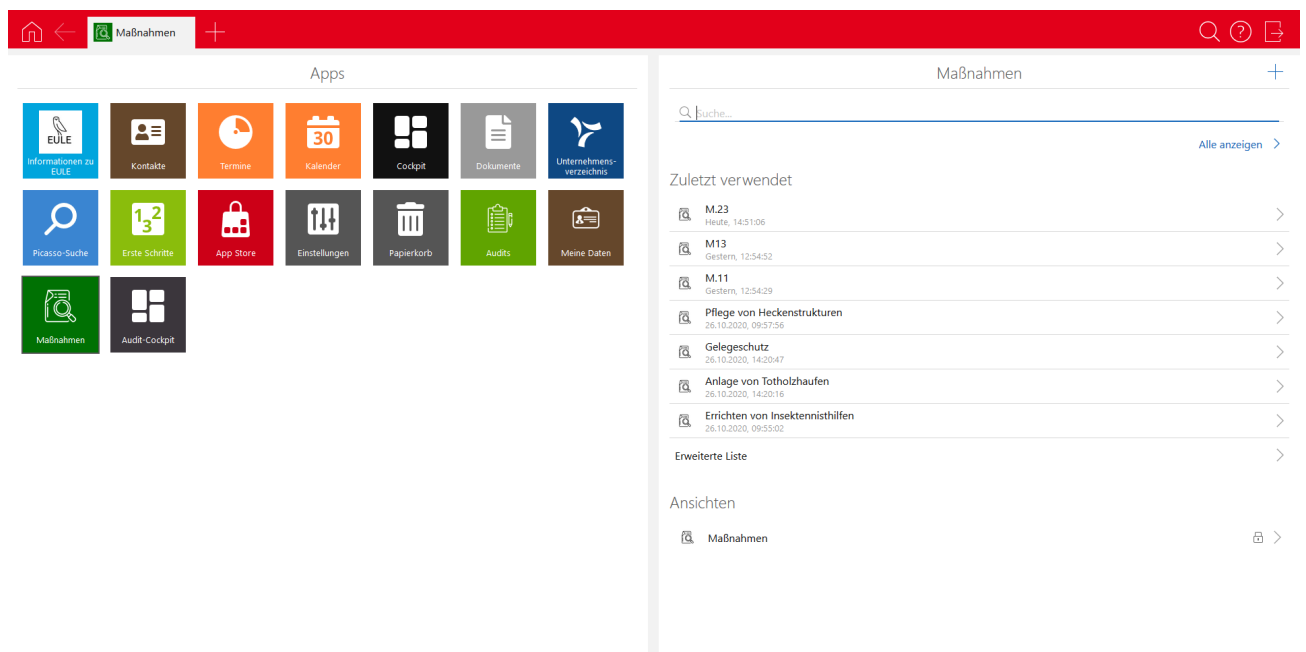 Maßnahmen
Apps
EULE
Informationen zu
EULE
Kontakte
Termine
30
Kalender
Cockpit
Dokumente
Unternehmens-
verzeichnis
Picasso-Suche
1 2
3
Erste Schritte
App Store
Einstellungen
Papierkorb
Audits
Meine Daten
Maßnahmen
Audit-Cockpit
Maßnahmen
Suche...
Alle anzeigen
Zuletzt verwendet
M.23
Heute, 14:51:06
M13
Gestern, 12:54:52
M.11
Gestern, 12:54:29
Pflege von Heckenstrukturen
26.10.2020, 09:57:56
Gelegeschutz
26.10.2020, 14:20:47
Anlage von Totholzhaufen
26.10.2020, 14:20:16
Errichten von Insektennisthilfen
26.10.2020, 09:55:02
Erweiterte Liste
Ansichten
Maßnahmen